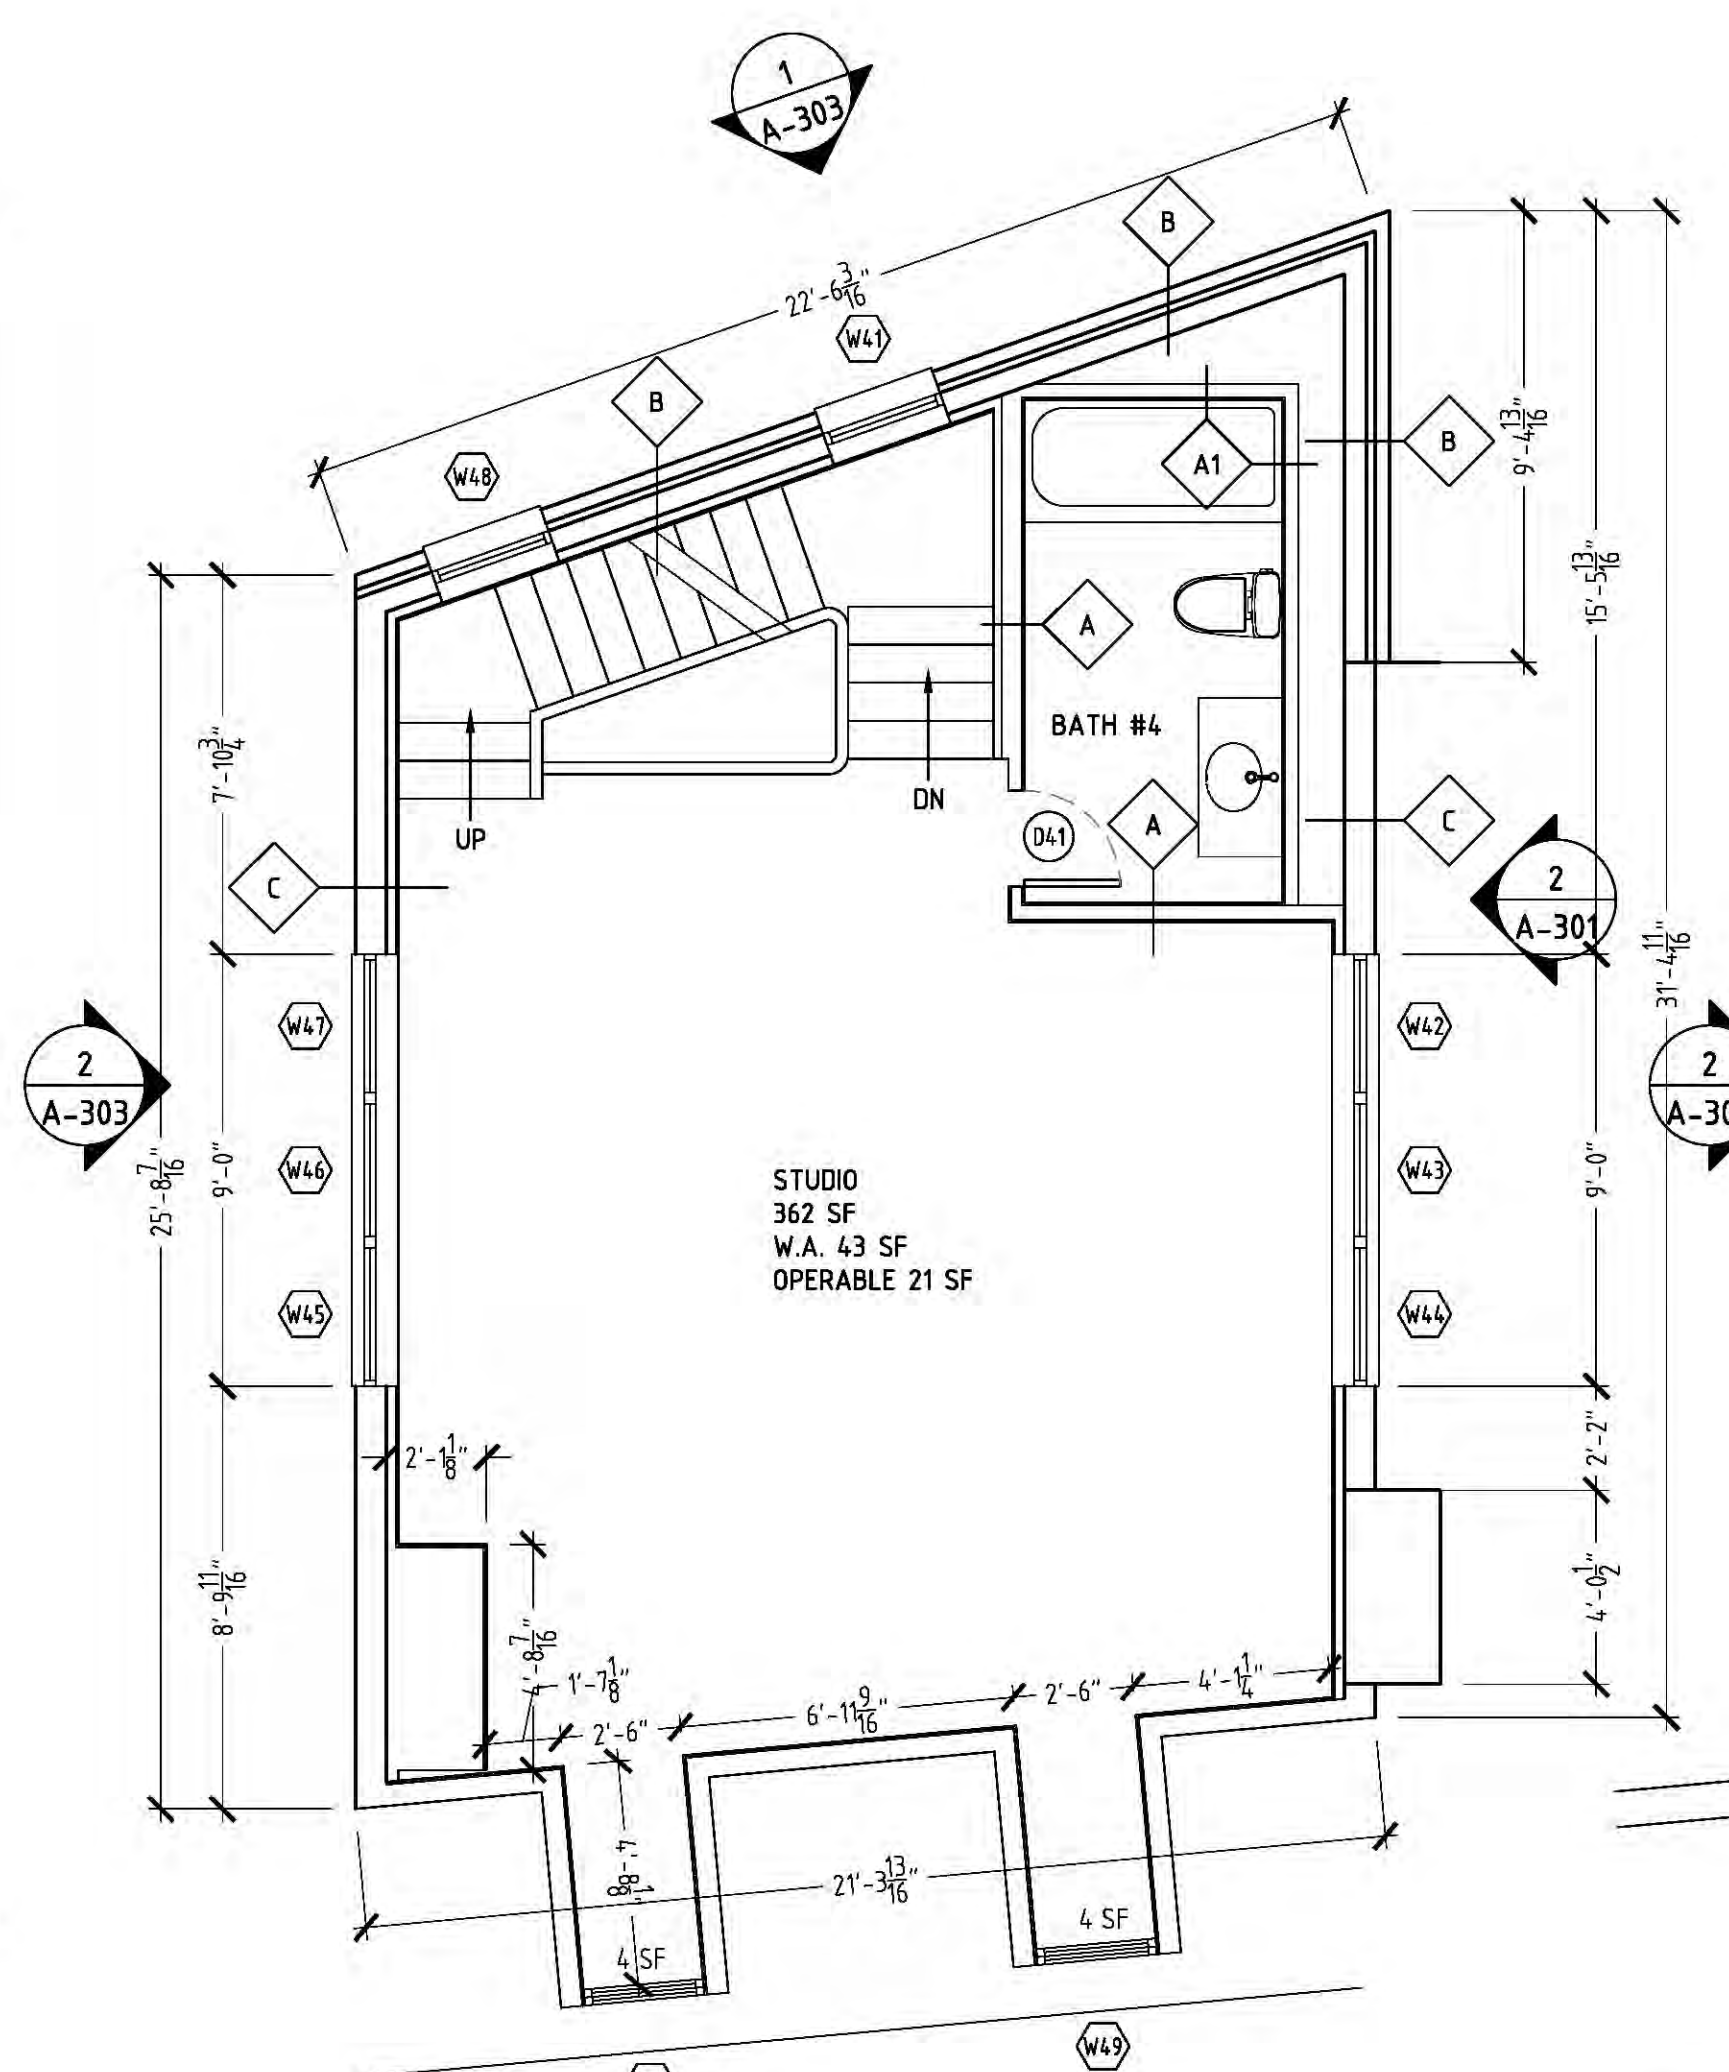 1
A-303
22'-6 3/16"
B
W41
B
W48
A1
B
9'-4 13/16"
15'-5 13/16"
A
BATH #4
7'-10 3/4"
UP
DN
D41
A
C
C
2
A-301
31'-4 11/16"
W47
W42
2
A-303
2
25'-8 7/16"
9'-0"
W46
W43
9'-0"
STUDIO
362 SF
W.A. 43 SF
OPERABLE 21 SF
W45
W44
2'-1 1/8"
2'-2"
8'-9 11/16"
4'-0 1/2"
4'-8 7/16"
1'-7 1/8"
2'-6"
6'-11 9/16"
2'-6"
4'-1 1/4"
4'-8 1/8"
21'-3 13/16"
4 SF
4 SF
W49